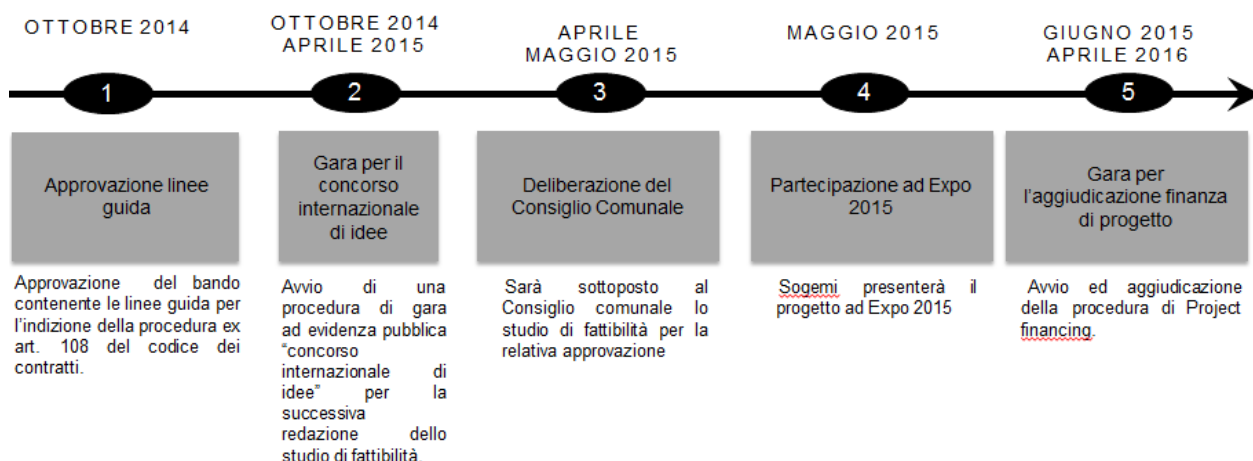 OTTOBRE 2014
OTTOBRE 2014
APRILE 2015
APRILE
MAGGIO 2015
MAGGIO 2015
GIUGNO 2015
APRILE 2016
1
2
3
4
5
Approvazione linee
guida
Gara per il
concorso
internazionale
di idee
Deliberazione del
Consiglio Comunale
Partecipazione ad Expo
2015
Gara per
l'aggiudicazione finanza
di progetto
Approvazione del bando
contenente le linee guida per
l'indizione della procedura ex
art. 108 del codice dei
contratti.
Avvio di una
procedura di gara
ad evidenza pubblica
"concorso
internazionale di
idee" per la
successiva
redazione dello
studio di fattibilità.
Sarà sottoposto al
Consiglio comunale lo
studio di fattibilità per la
relativa approvazione
Sogemi presenterà il
progetto ad Expo 2015
Avvio ed aggiudicazione
della procedura di Project
financing.